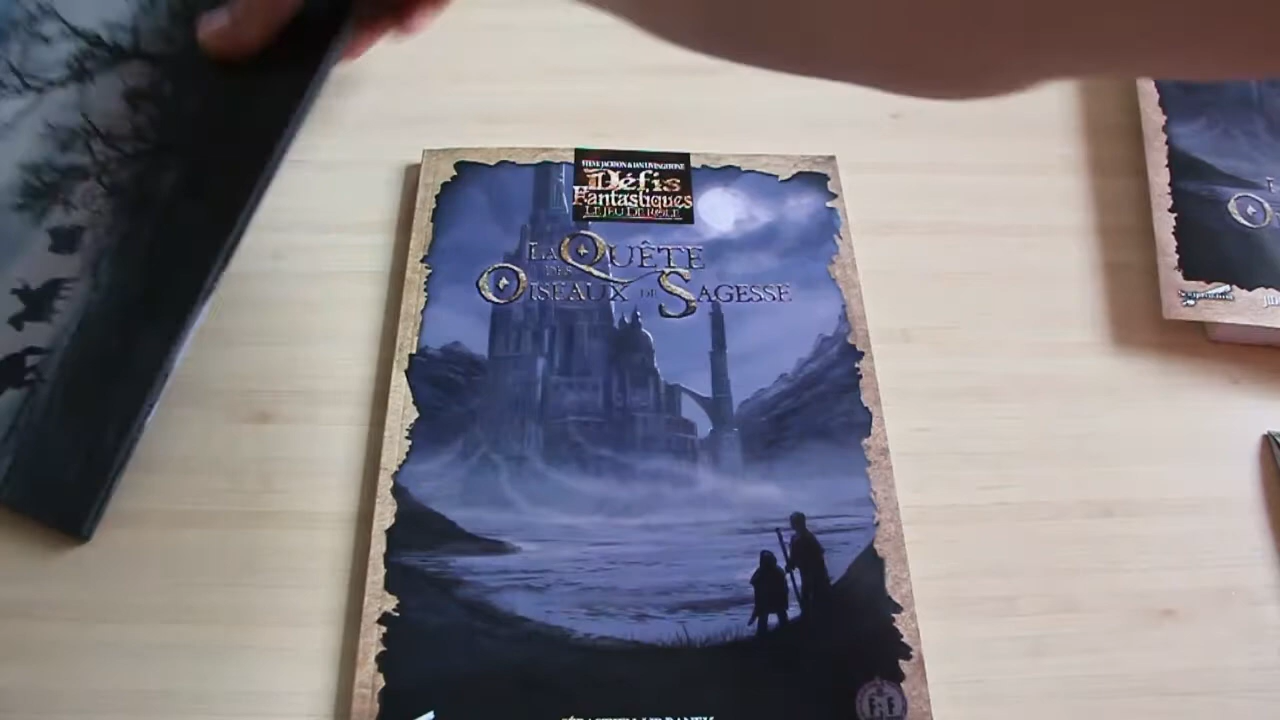 STEVE JACKSON & IAN LIVINGSTONE
Défis
Fantastiques
LE JEU DE RÔLE
LA QUÊTE
DES
OISEAUX DE SAGESSE